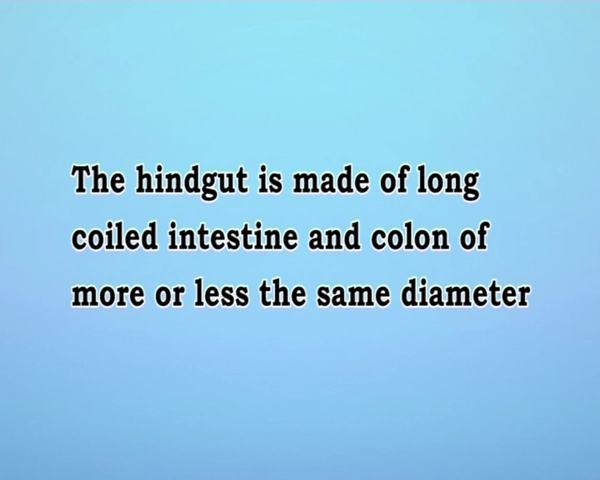 The hindgut is made of long
coiled intestine and colon of
more or less the same diameter